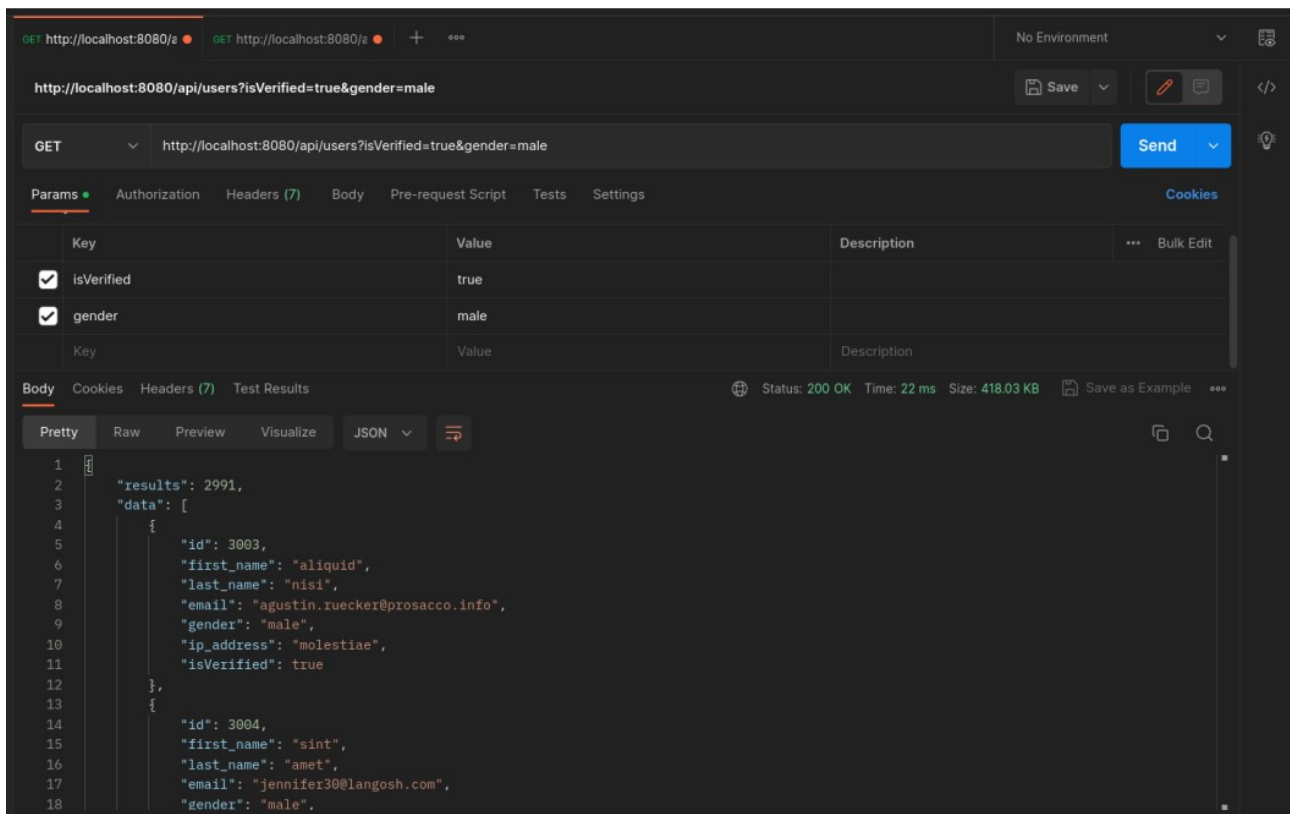 GET http://localhost:8080/a GET http://localhost:8080/a + No Environment
http://localhost:8080/api/users?isVerified=true&gender=male Save </>
GET http://localhost:8080/api/users?isVerified=true&gender=male Send
Params Authorization Headers (7) Body Pre-request Script Tests Settings Cookies
Key Value Description ••• Bulk Edit
isVerified true
gender male
Key Value Description
Body Cookies Headers (7) Test Results Status: 200 OK Time: 22 ms Size: 418.03 KB Save as Example
Pretty Raw Preview Visualize JSON
1 {
2 "results": 2991,
3 "data": [
4 {
5 "id": 3003,
6 "first_name": "aliquid",
7 "last_name": "nisi",
8 "email": "agustin.ruecker@prosacco.info",
9 "gender": "male",
10 "ip_address": "molestiae",
11 "isVerified": true
12 },
13 {
14 "id": 3004,
15 "first_name": "sint",
16 "last_name": "amet",
17 "email": "jennifer30@langosh.com",
18 "gender": "male",